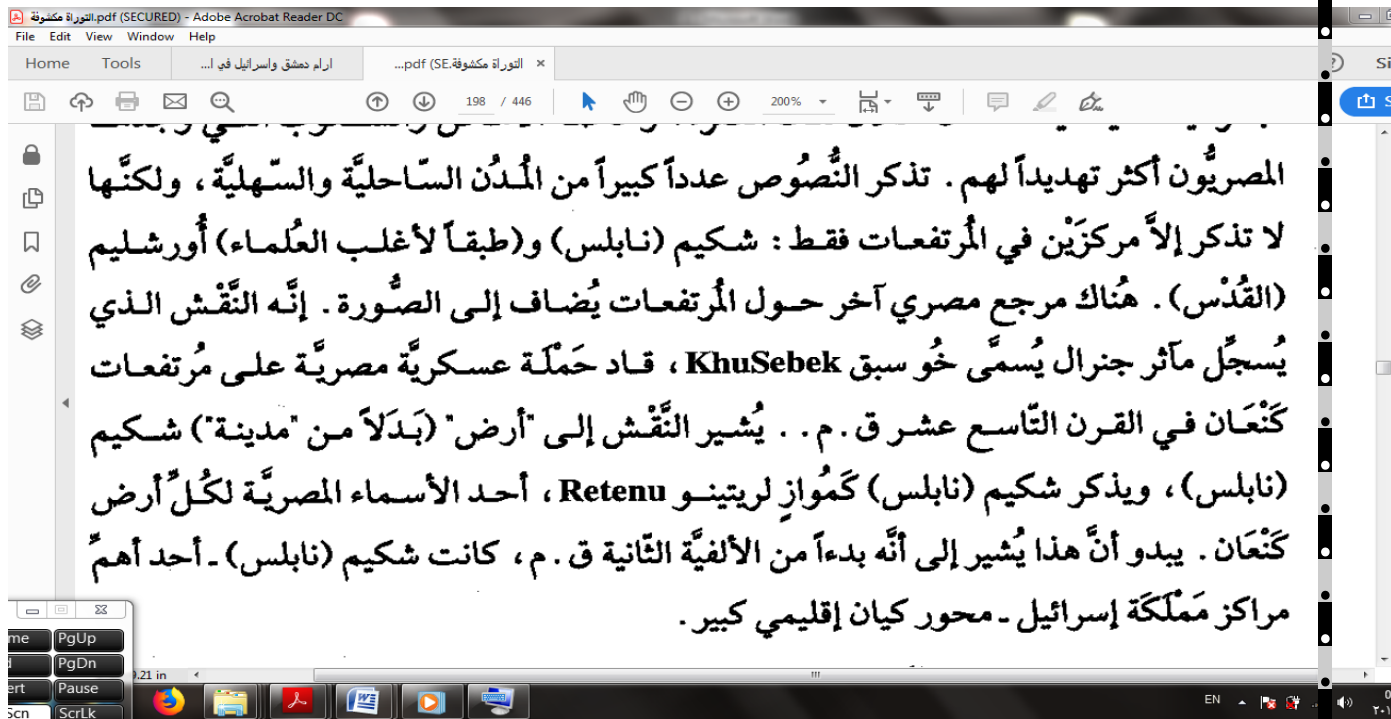 التوراة مكشوفة.pdf (SECURED) - Adobe Acrobat Reader DC
File Edit View Window Help
Home Tools ارام دمشق واسرائيل في ا... التوراة مكشوفة.pdf (SE... × Si
198 / 446 200%
المصريُّون أكثر تهديداً لهم . تذكر النُّصُوص عدداً كبيراً من المُدُن السّاحليَّة والسّهليَّة ، ولكنَّها
لا تذكر إلاَّ مركزَيْن في المُرتفعات فقط : شكيم (نابلس) و(طبقاً لأغلب العُلماء) أُورشليم
(القُدْس) . هُناك مرجع مصري آخر حول المُرتفعات يُضاف إلى الصُّورة . إنَّه النَّقْش الذي
يُسجِّل مآثر جنرال يُسمَّى خُو سبق KhuSebek ، قاد حَمْلَة عسكريَّة مصريَّة على مُرتفعات
كَنْعَان في القرن التّاسع عشر ق . م . . يُشير النَّقْش إلى "أرض" (بَدَلاً من "مدينة") شكيم
(نابلس) ، ويذكر شكيم (نابلس) كَمُوازٍ لريتينو Retenu ، أحد الأسماء المصريَّة لكُلِّ أرض
كَنْعَان . يبدو أنَّ هذا يُشير إلى أنَّه بدءاً من الألفيَّة الثّانية ق . م ، كانت شكيم (نابلس) ـ أحد أهمِّ
مراكز مَمْلَكَة إسرائيل ـ محور كيان إقليمي كبير .
PgUp
PgDn
Pause
ScrLk
9.21 in
EN